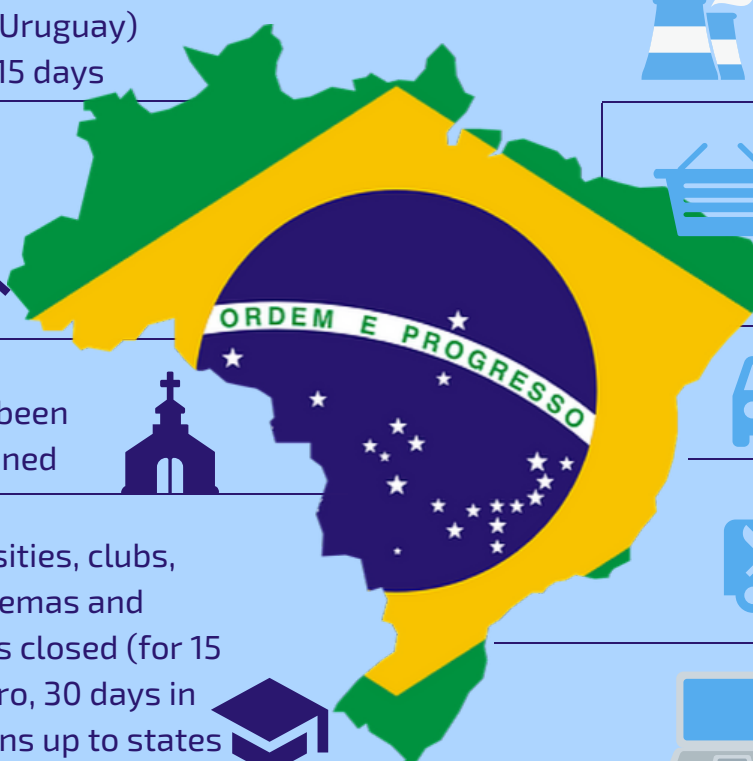 Uruguay)
15 days
ORDEM E PROGRESSO
been
ned
sities, clubs,
emas and
s closed (for 15
ro, 30 days in
ns up to states